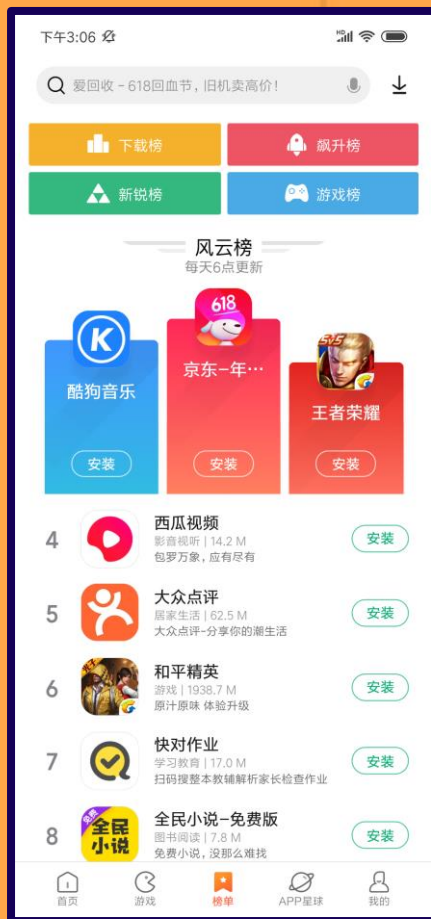 下午3:06
HD
爱回收 - 618回血节，旧机卖高价！
下载榜
飙升榜
新锐榜
游戏榜
风云榜
每天6点更新
618
K
京东-年…
5v5
酷狗音乐
王者荣耀
安装
安装
安装
4
西瓜视频
影音视听 | 14.2 M
包罗万象，应有尽有
安装
5
大众点评
居家生活 | 62.5 M
大众点评-分享你的潮生活
安装
6
和平精英
游戏 | 1938.7 M
原汁原味 体验升级
安装
7
快对作业
学习教育 | 17.0 M
扫码搜整本教辅解析家长检查作业
安装
8
免费
全民
小说
全民小说-免费版
图书阅读 | 7.8 M
免费小说，没那么难找
安装
首页
游戏
榜单
APP星球
我的